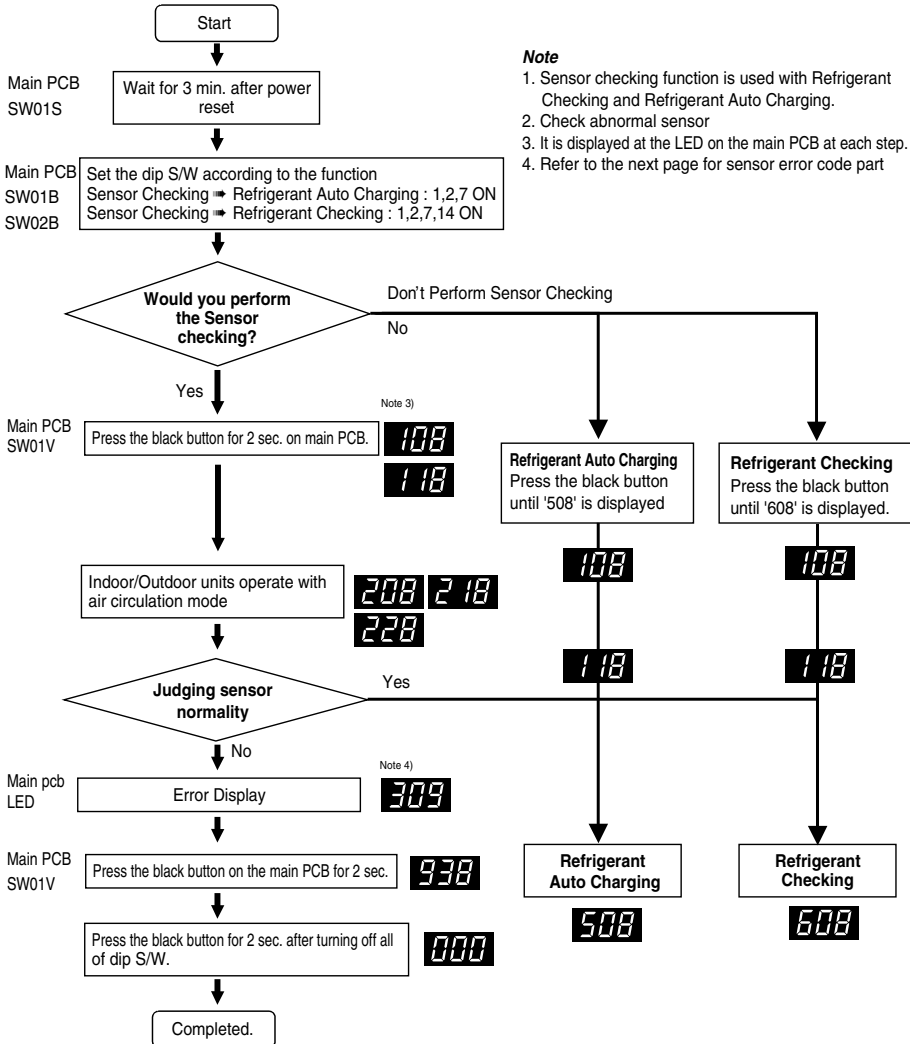 Start
Note
1. Sensor checking function is used with Refrigerant
Checking and Refrigerant Auto Charging.
2. Check abnormal sensor
3. It is displayed at the LED on the main PCB at each step.
4. Refer to the next page for sensor error code part
Main PCB
SW01S
Wait for 3 min. after power
reset
Main PCB
SW01B
SW02B
Set the dip S/W according to the function
Sensor Checking ➠ Refrigerant Auto Charging : 1,2,7 ON
Sensor Checking ➠ Refrigerant Checking : 1,2,7,14 ON
Would you perform
the Sensor
checking?
Don't Perform Sensor Checking
No
Yes
Note 3)
Main PCB
SW01V
Press the black button for 2 sec. on main PCB.
108
118
Refrigerant Auto Charging
Press the black button
until '508' is displayed
Refrigerant Checking
Press the black button
until '608' is displayed.
108
108
Indoor/Outdoor units operate with
air circulation mode
208 218
228
118
118
Judging sensor
normality
Yes
No
Note 4)
Main pcb
LED
Error Display
309
Main PCB
SW01V
Press the black button on the main PCB for 2 sec.
938
Refrigerant
Auto Charging
508
Refrigerant
Checking
608
Press the black button for 2 sec. after turning off all
of dip S/W.
000
Completed.